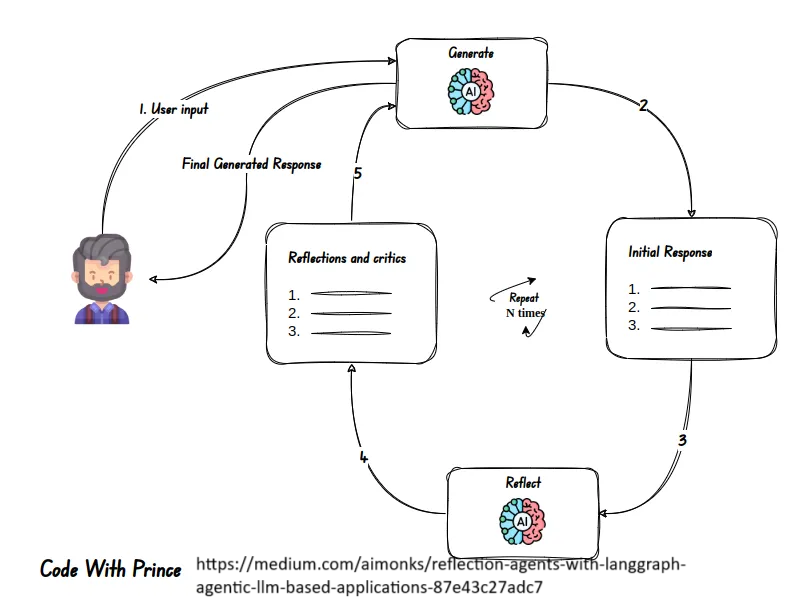 Generate
AI
1. User input
2
Final Generated Response
5
Reflections and critics
1.
2.
3.
Initial Response
1.
2.
3.
Repeat
N times
3
4
Reflect
AI
Code With Prince
https://medium.com/aimonks/reflection-agents-with-langgraph-
agentic-llm-based-applications-87e43c27adc7